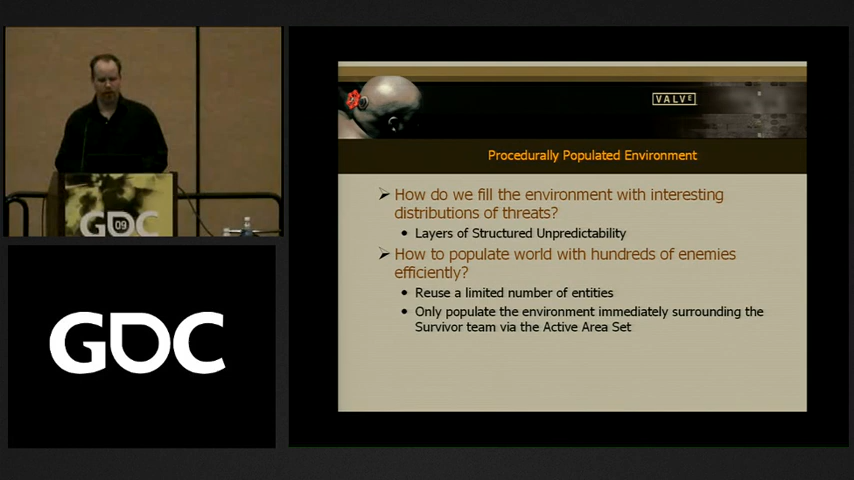 VALVE
Procedurally Populated Environment
➢ How do we fill the environment with interesting
distributions of threats?
• Layers of Structured Unpredictability
➢ How to populate world with hundreds of enemies
efficiently?
• Reuse a limited number of entities
• Only populate the environment immediately surrounding the
Survivor team via the Active Area Set
GDC
09
GDC